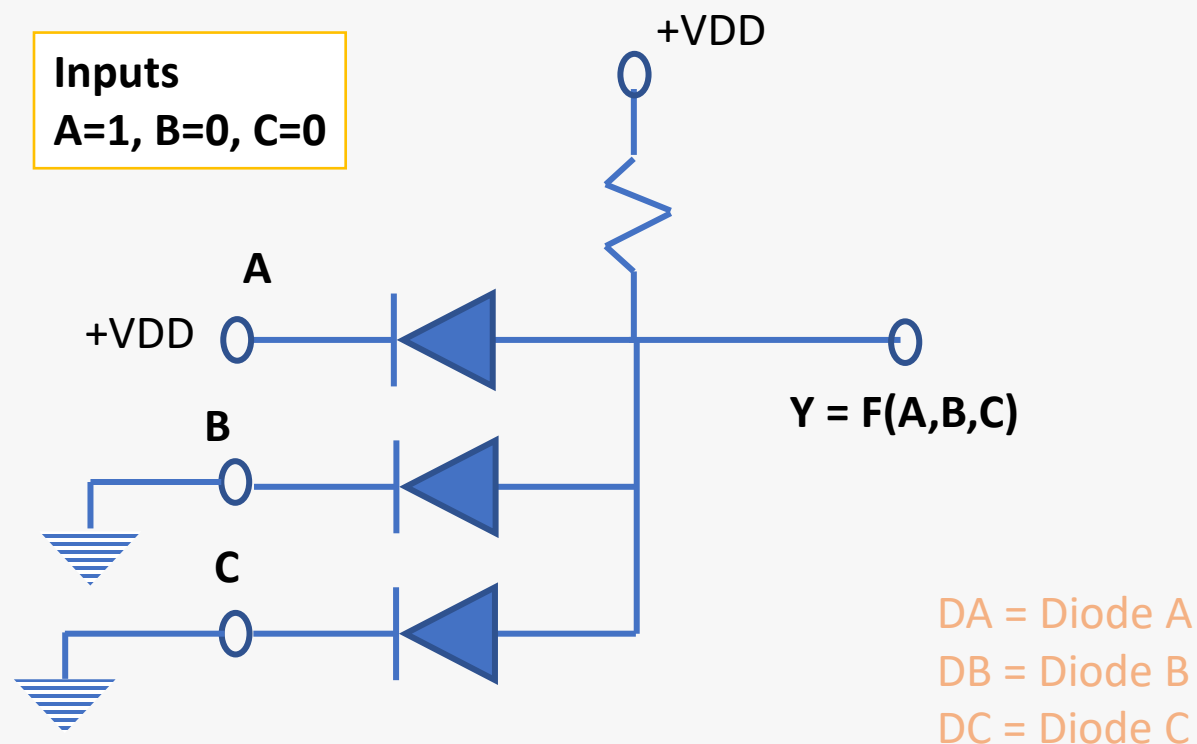 +VDD
Inputs
A=1, B=0, C=0
A
+VDD
B
Y = F(A,B,C)
C
DA = Diode A
DB = Diode B
DC = Diode C